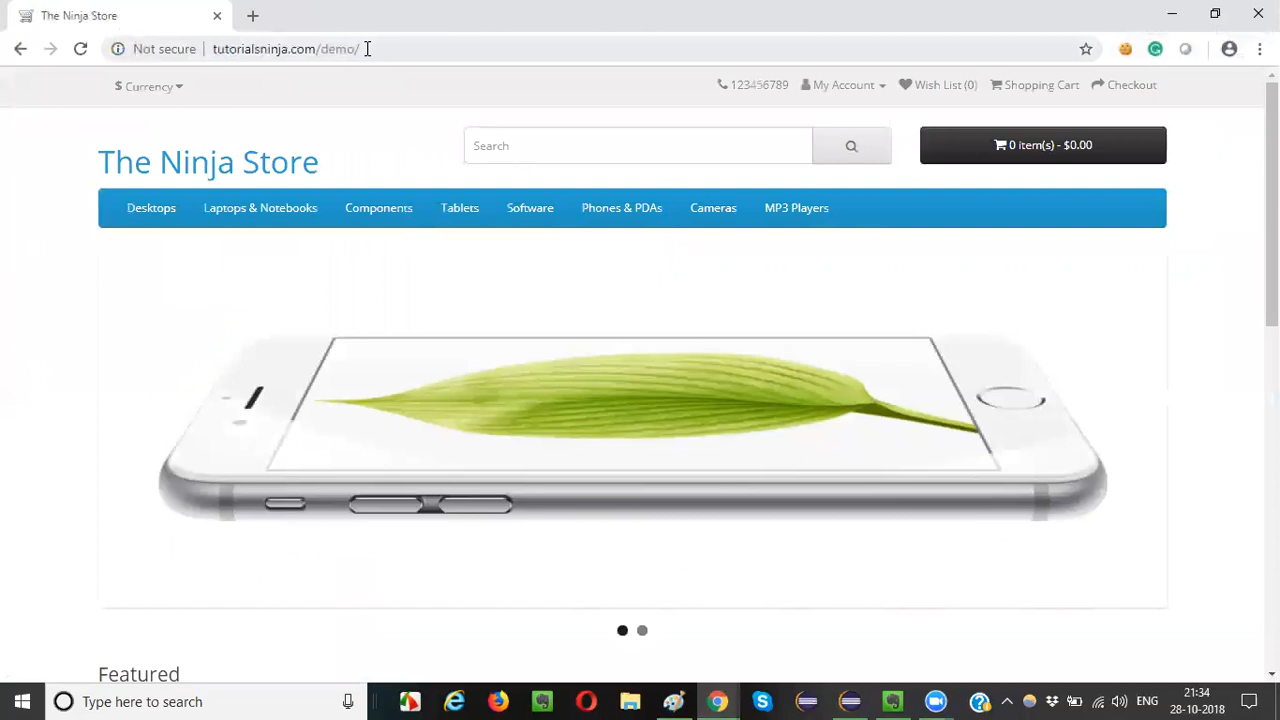 The Ninja Store
Not secure | tutorialsninja.com/demo/
$ Currency
123456789 My Account Wish List (0) Shopping Cart Checkout
The Ninja Store
Search
0 item(s) - $0.00
Desktops Laptops & Notebooks Components Tablets Software Phones & PDAs Cameras MP3 Players
Featured
Type here to search
ENG
21:34
28-10-2018